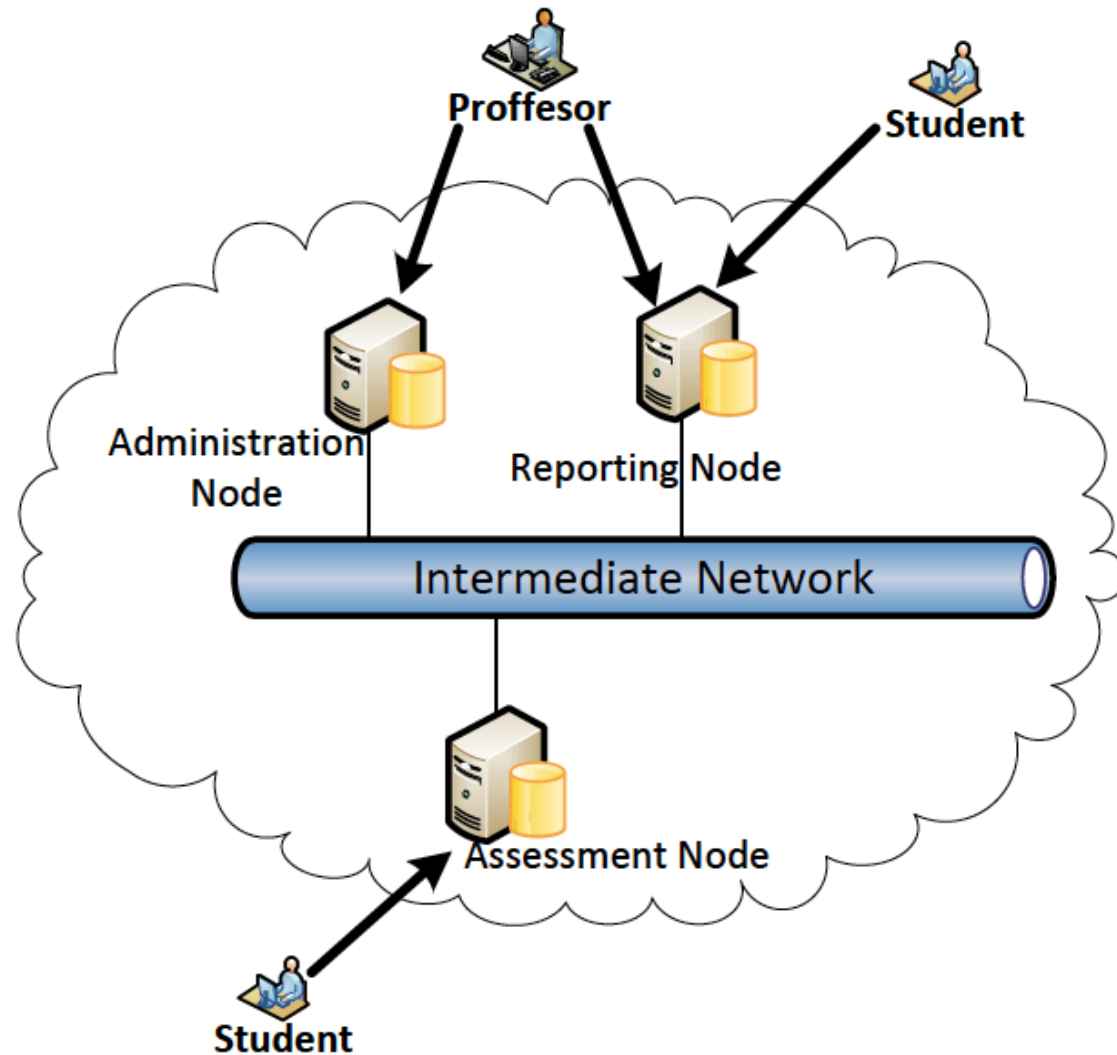 Proffesor
Student
Administration
Node
Reporting Node
Intermediate Network
Assessment Node
Student